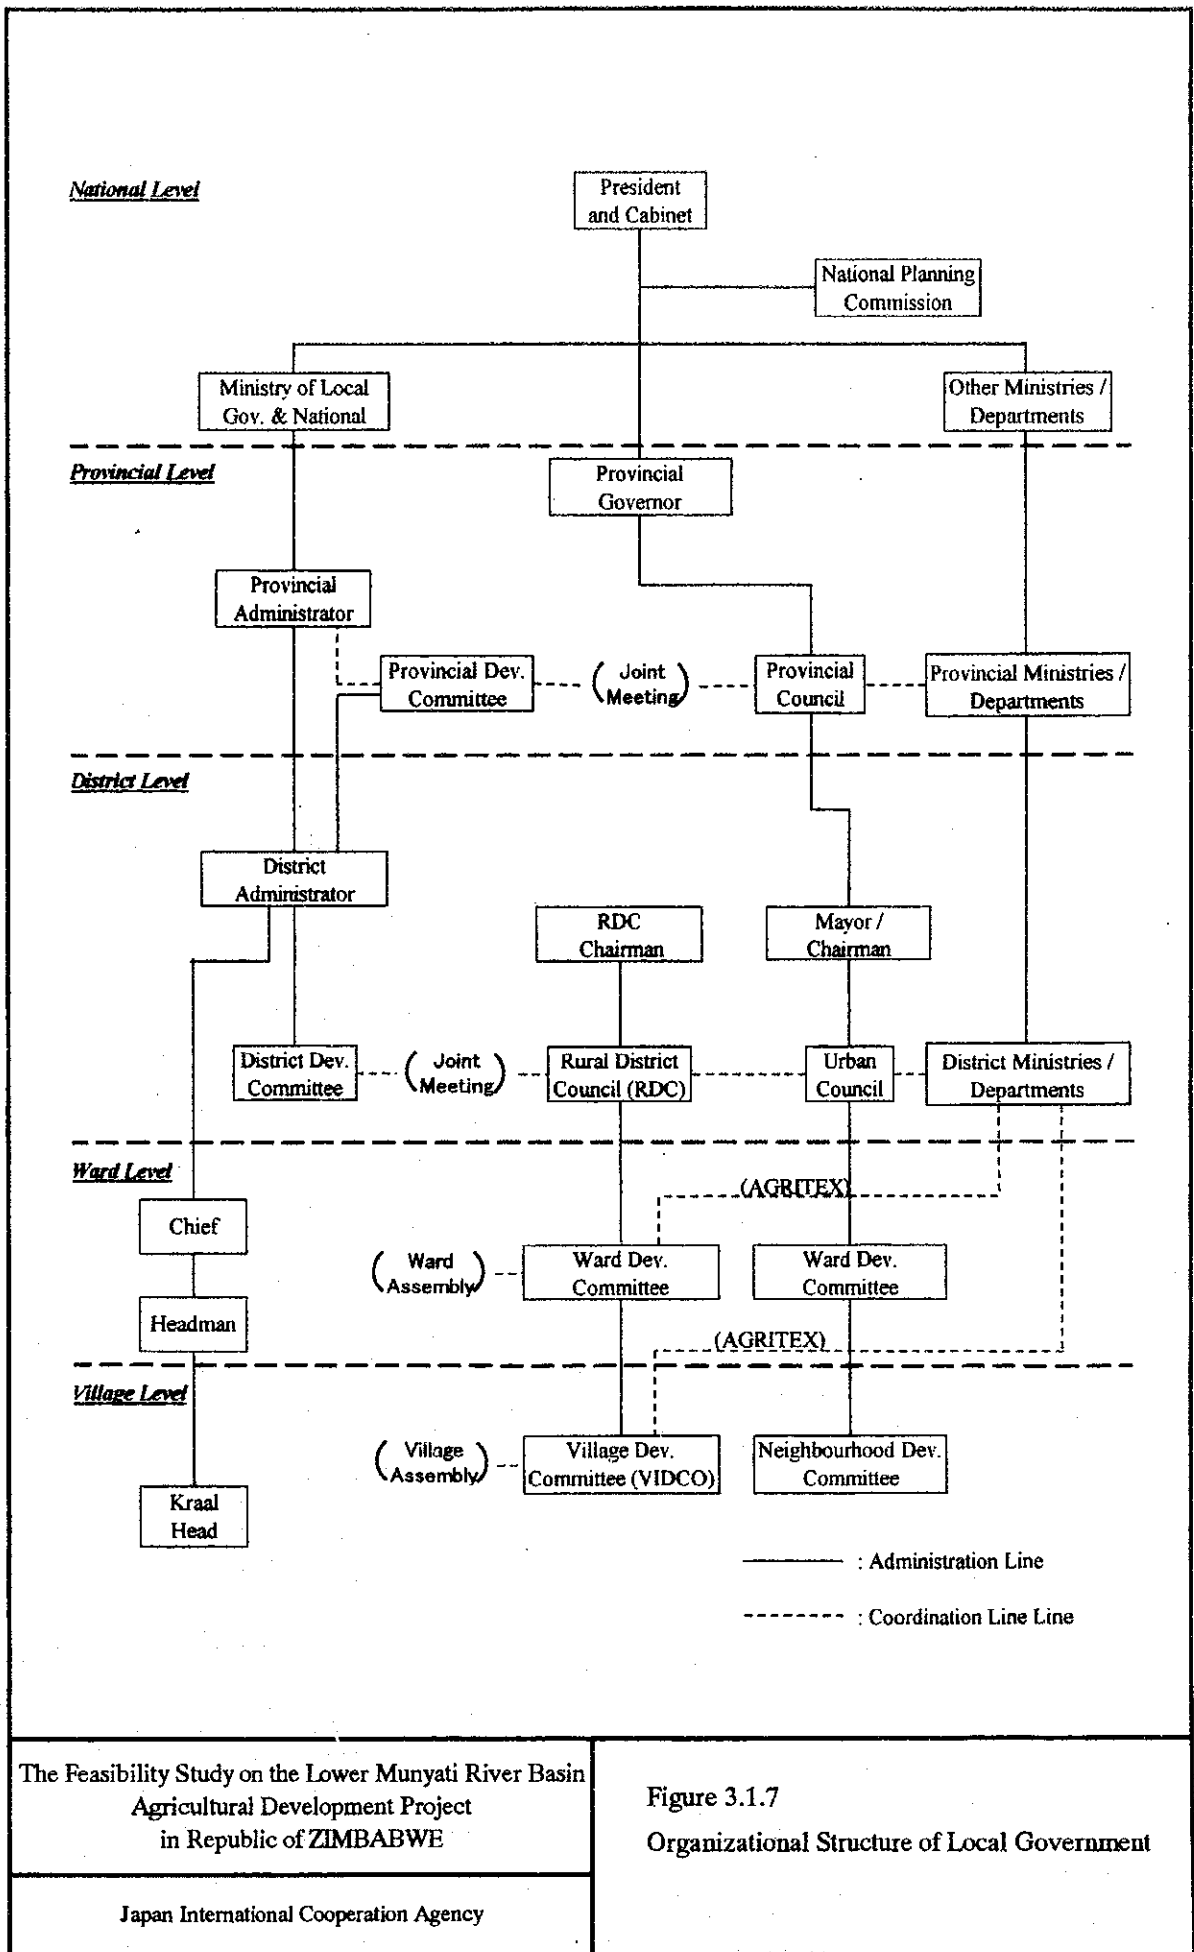 National Level
President
and Cabinet
National Planning
Commission
Ministry of Local
Gov. & National
Other Ministries /
Departments
Provincial Level
Provincial
Governor
Provincial
Administrator
Provincial Dev.
Committee
( Joint
Meeting )
Provincial
Council
Provincial Ministries /
Departments
District Level
District
Administrator
RDC
Chairman
Mayor /
Chairman
District Dev.
Committee
( Joint
Meeting )
Rural District
Council (RDC)
Urban
Council
District Ministries /
Departments
Ward Level
(AGRITEX)
Chief
( Ward
Assembly )
Ward Dev.
Committee
Ward Dev.
Committee
Headman
(AGRITEX)
Village Level
( Village
Assembly )
Village Dev.
Committee (VIDCO)
Neighbourhood Dev.
Committee
Kraal
Head
: Administration Line
: Coordination Line Line
The Feasibility Study on the Lower Munyati River Basin
Agricultural Development Project
in Republic of ZIMBABWE
Japan International Cooperation Agency
Figure 3.1.7
Organizational Structure of Local Government